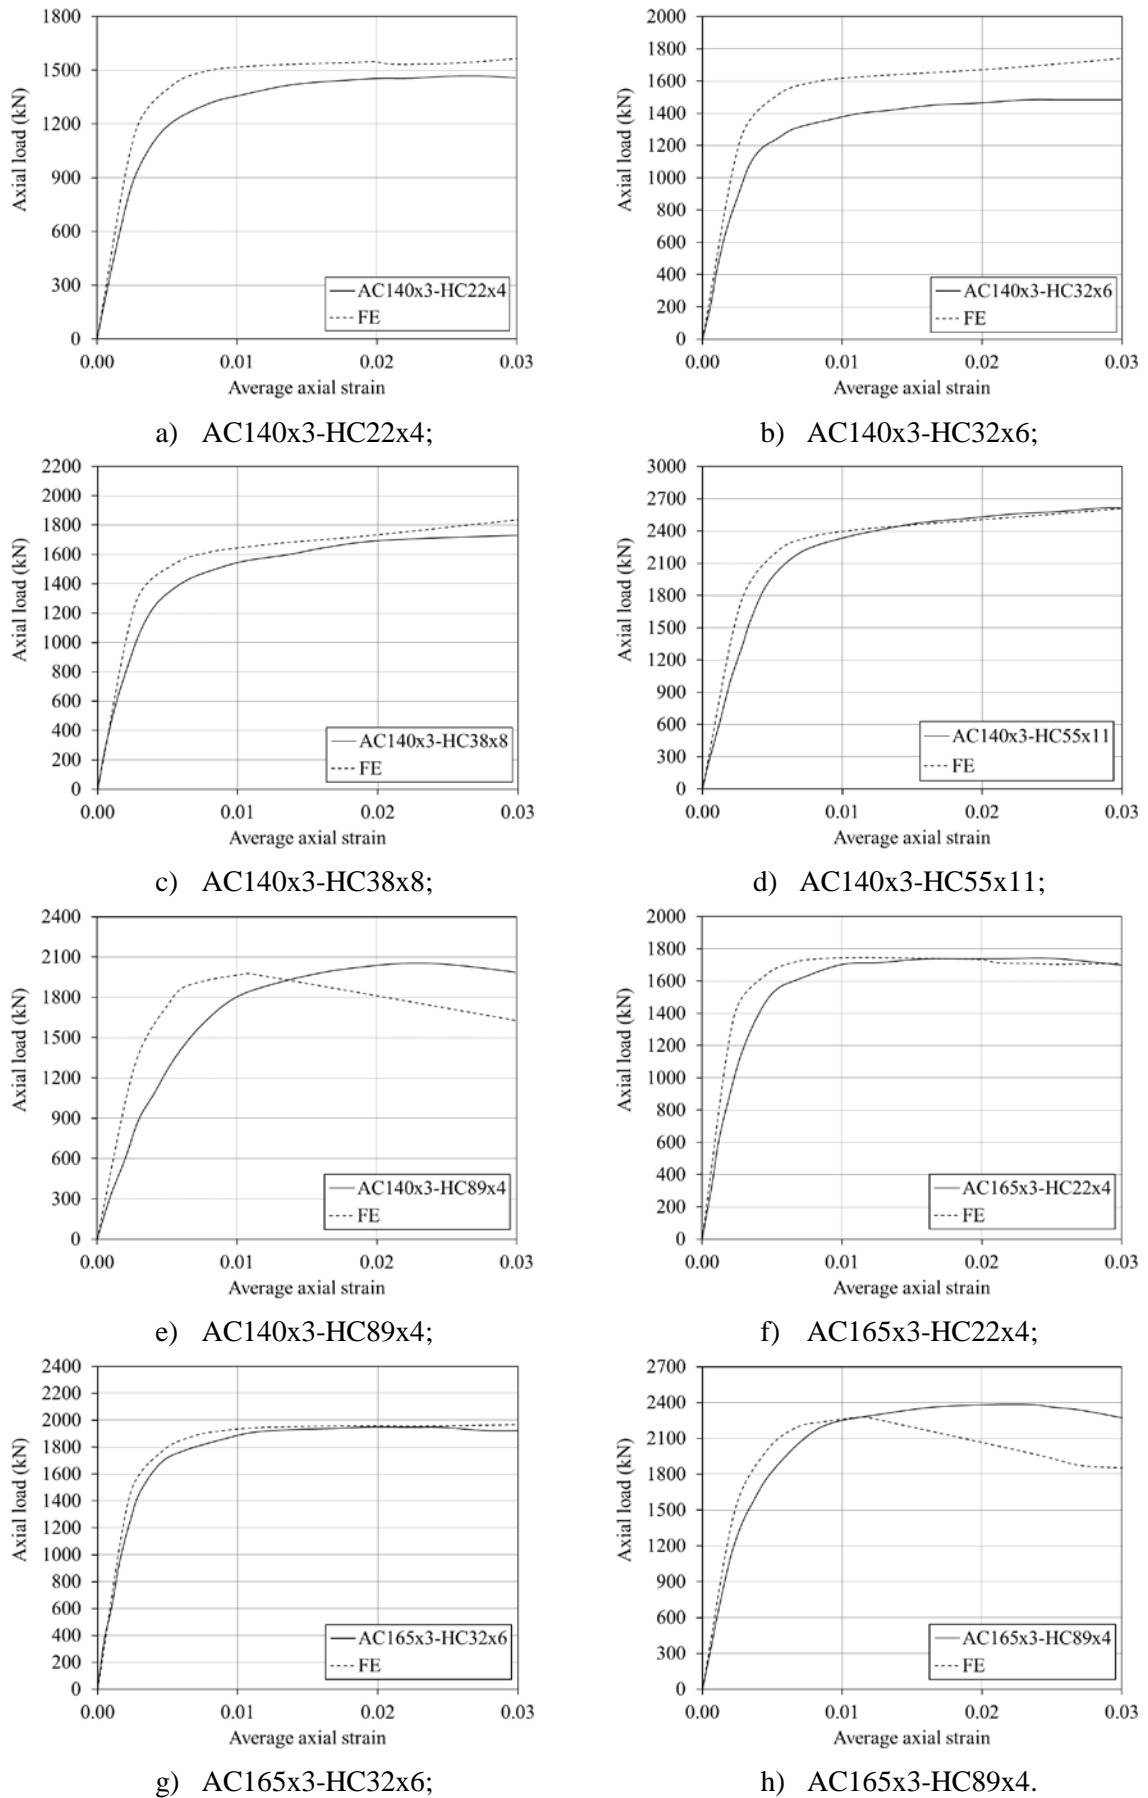 1800
1500
1200
900
600
300
0
Axial load (kN)
AC140x3-HC22x4
FE
0.00 0.01 0.02 0.03
Average axial strain
a) AC140x3-HC22x4;
2000
1800
1600
1400
1200
1000
800
600
400
200
0
Axial load (kN)
AC140x3-HC32x6
FE
0.00 0.01 0.02 0.03
Average axial strain
b) AC140x3-HC32x6;
2200
2000
1800
1600
1400
1200
1000
800
600
400
200
0
Axial load (kN)
AC140x3-HC38x8
FE
0.00 0.01 0.02 0.03
Average axial strain
c) AC140x3-HC38x8;
3000
2700
2400
2100
1800
1500
1200
900
600
300
0
Axial load (kN)
AC140x3-HC55x11
FE
0.00 0.01 0.02 0.03
Average axial strain
d) AC140x3-HC55x11;
2400
2100
1800
1500
1200
900
600
300
0
Axial load (kN)
AC140x3-HC89x4
FE
0.00 0.01 0.02 0.03
Average axial strain
e) AC140x3-HC89x4;
2000
1800
1600
1400
1200
1000
800
600
400
200
0
Axial load (kN)
AC165x3-HC22x4
FE
0.00 0.01 0.02 0.03
Average axial strain
f) AC165x3-HC22x4;
2400
2200
2000
1800
1600
1400
1200
1000
800
600
400
200
0
Axial load (kN)
AC165x3-HC32x6
FE
0.00 0.01 0.02 0.03
Average axial strain
g) AC165x3-HC32x6;
2700
2400
2100
1800
1500
1200
900
600
300
0
Axial load (kN)
AC165x3-HC89x4
FE
0.00 0.01 0.02 0.03
Average axial strain
h) AC165x3-HC89x4.